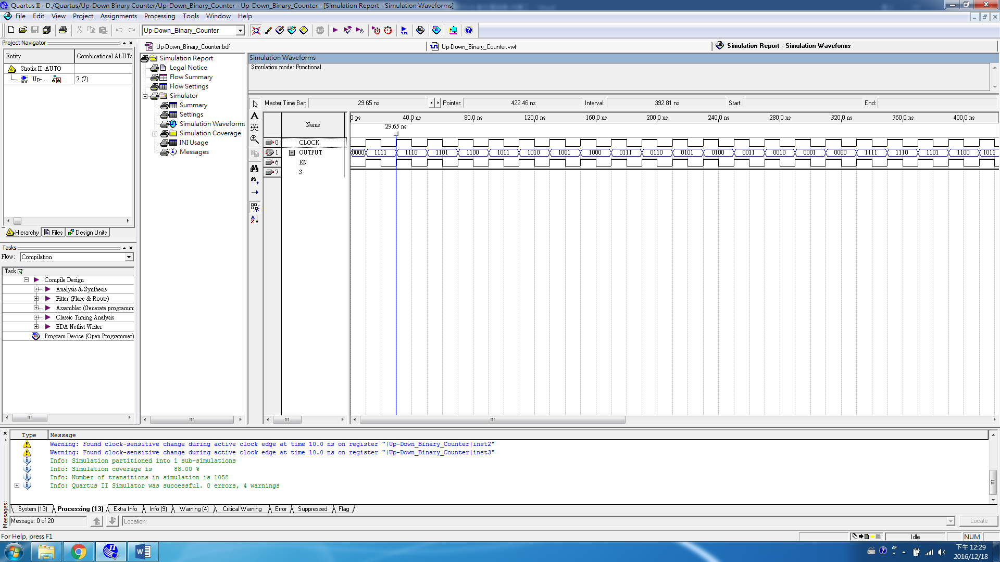 Quartus II - D:/Quartus/Up-Down Binary Counter/Up-Down_Binary_Counter - Up-Down_Binary_Counter - [Simulation Report - Simulation Waveforms]
File Edit View Project Assignments Processing Tools Window Help
Up-Down_Binary_Counter
Project Navigator
Entity Combinational ALUTs
Stratix II: AUTO
Up-... 7 (7)
Hierarchy Files Design Units
Tasks
Flow: Compilation
Task
Compile Design
Analysis & Synthesis
Fitter (Place & Route)
Assembler (Generate programm
Classic Timing Analysis
EDA Netlist Writer
Program Device (Open Programmer)
Up-Down_Binary_Counter.bdf Up-Down_Binary_Counter.vwf Simulation Report - Simulation Waveforms
Simulation Report
Legal Notice
Flow Summary
Flow Settings
Simulator
Summary
Settings
Simulation Waveforms
Simulation Coverage
INI Usage
Messages
Simulation Waveforms
Simulation mode: Functional
Master Time Bar: 29.65 ns Pointer: 422.46 ns Interval: 392.81 ns Start: End:
Name
0 ps 40.0 ns 80.0 ns 120.0 ns 160.0 ns 200.0 ns 240.0 ns 280.0 ns 320.0 ns 360.0 ns 400.0 ns
29.65 ns
0 CLOCK
1 OUTPUT 0000 1111 1110 1101 1100 1011 1010 1001 1000 0111 0110 0101 0100 0011 0010 0001 0000 1111 1110 1101 1100 1011
6 EN
7 S
Type Message
Warning: Found clock-sensitive change during active clock edge at time 10.0 ns on register "|Up-Down_Binary_Counter|inst2"
Warning: Found clock-sensitive change during active clock edge at time 10.0 ns on register "|Up-Down_Binary_Counter|inst3"
Info: Simulation partitioned into 1 sub-simulations
Info: Simulation coverage is 88.00 %
Info: Number of transitions in simulation is 1058
Info: Quartus II Simulator was successful. 0 errors, 4 warnings
System (13) Processing (13) Extra Info Info (9) Warning (4) Critical Warning Error Suppressed Flag
Messages
Message: 0 of 20 Location: Locate
For Help, press F1 Idle NUM
下午 12:29
2016/12/18